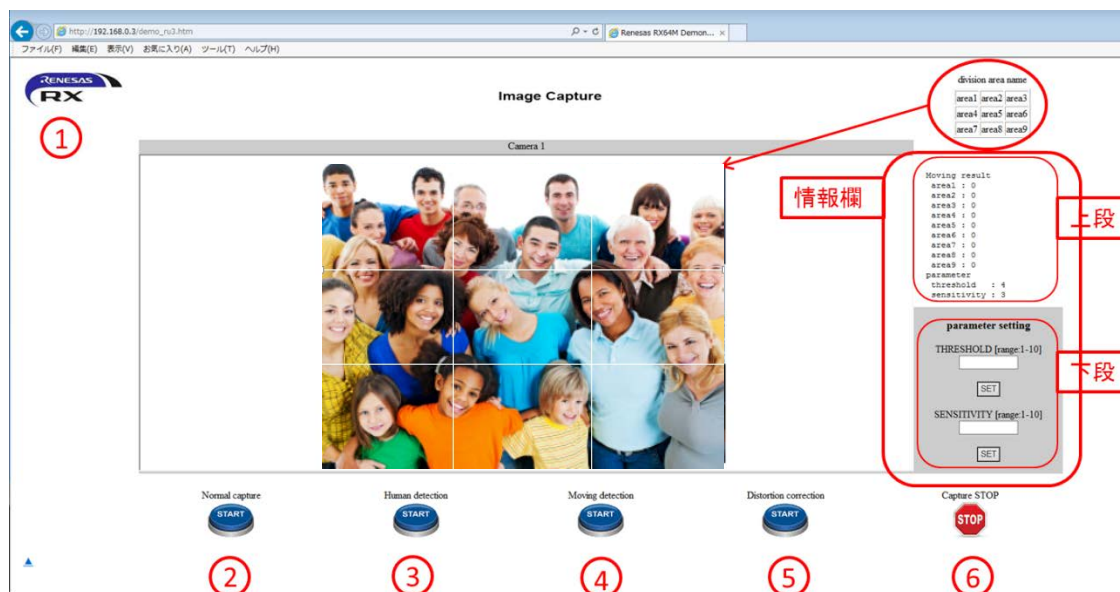 http://192.168.0.3/demo_ru3.htm
Renesas RX64M Demon... ×
ファイル(F) 編集(E) 表示(V) お気に入り(A) ツール(T) ヘルプ(H)
RENESAS
RX
①
Image Capture
division area name
area1 area2 area3
area4 area5 area6
area7 area8 area9
Camera 1
情報欄
Moving result
area1 : 0
area2 : 0
area3 : 0
area4 : 0
area5 : 0
area6 : 0
area7 : 0
area8 : 0
area9 : 0
parameter
threshold : 4
sensitivity : 3
上段
parameter setting
THRESHOLD [range:1-10]
SET
下段
SENSITIVITY [range:1-10]
SET
Normal capture Human detection Moving detection Distortion correction Capture STOP
START START START START STOP
② ③ ④ ⑤ ⑥